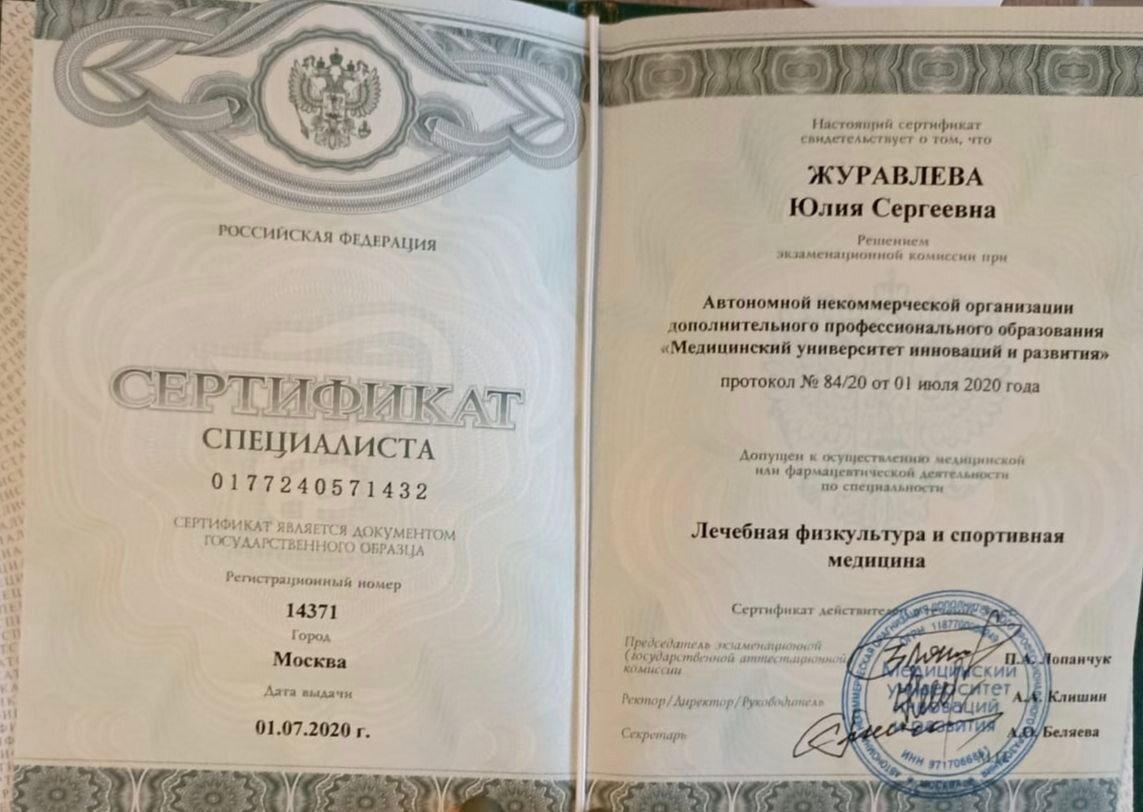 РОССИЙСКАЯ ФЕДЕРАЦИЯ
СЕРТИФИКАТ
СПЕЦИАЛИСТА
0177240571432
СЕРТИФИКАТ ЯВЛЯЕТСЯ ДОКУМЕНТОМ
ГОСУДАРСТВЕННОГО ОБРАЗЦА
Регистрационный номер
14371
Город
Москва
Дата выдачи
01.07.2020 г.
Настоящий сертификат
свидетельствует о том, что
ЖУРАВЛЕВА
Юлия Сергеевна
Решением
экзаменационной комиссии при
Автономной некоммерческой организации
дополнительного профессионального образования
«Медицинский университет инноваций и развития»
протокол № 84/20 от 01 июля 2020 года
Допущен к осуществлению медицинской
или фармацевтической деятельности
по специальности
Лечебная физкультура и спортивная
медицина
Сертификат действителен
Председатель экзаменационной
(государственной аттестационной)
комиссии
П.А. Лопанчук
Ректор/Директор/Руководитель
А.А. Клишин
Секретарь
А.О. Беляева
Медицинский
университет
инноваций
и развития